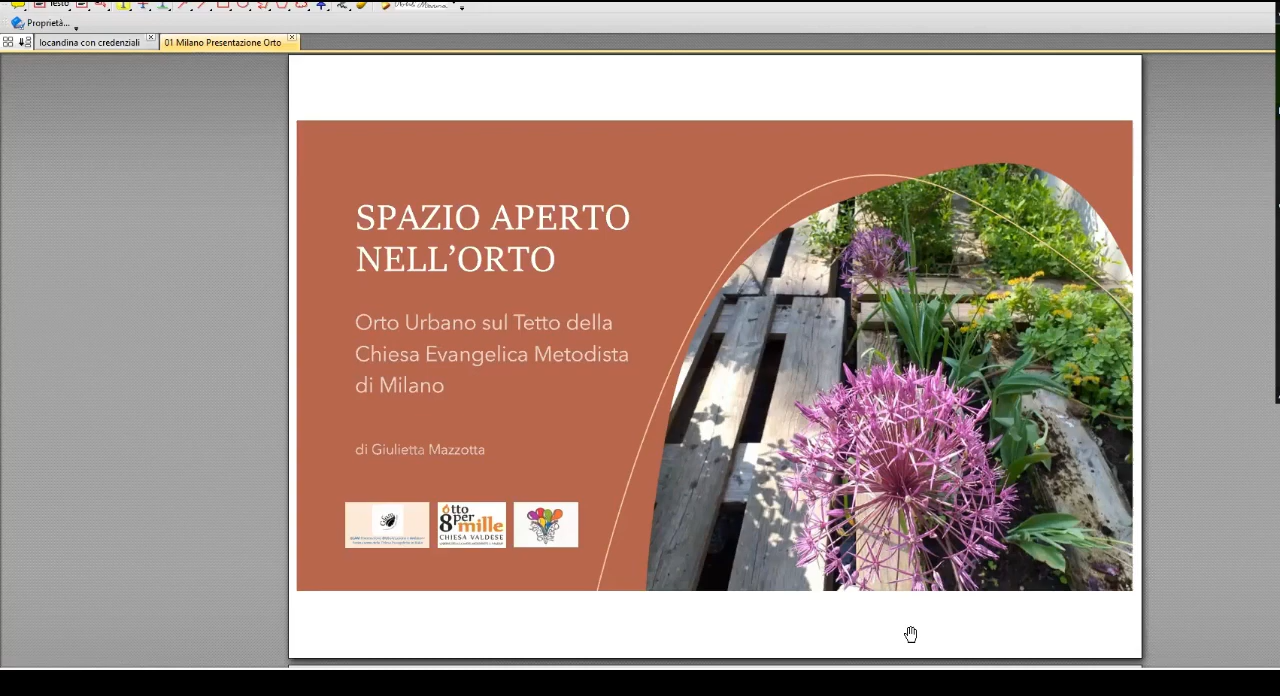 Testo
Proprietà...
locandina con credenziali
01 Milano Presentazione Orto
SPAZIO APERTO
NELL'ORTO
Orto Urbano sul Tetto della
Chiesa Evangelica Metodista
di Milano
di Giulietta Mazzotta
otto
8 per
mille
CHIESA VALDESE